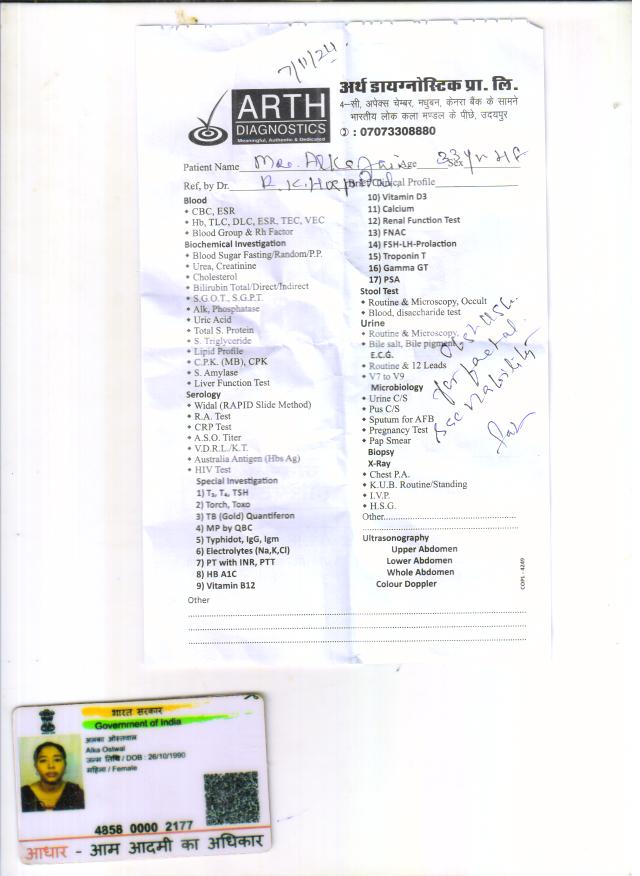 7/11/24.
ARTH
DIAGNOSTICS
Meaningful, Authentic & Dedicated
अर्थ डायग्नोस्टिक प्रा. लि.
4-सी, अपेक्स चेम्बर, मधुबन, केनरा बैंक के सामने
भारतीय लोक कला मण्डल के पीछे, उदयपुर
: 07073308880
Patient Name Mrs. Alka Jain Age 33yr Sex
Ref, by Dr. R.K. Hospital Brief Clinical Profile
Blood
CBC, ESR
Hb, TLC, DLC, ESR, TEC, VEC
Blood Group & Rh Factor
Biochemical Investigation
Blood Sugar Fasting/Random/P.P.
Urea, Creatinine
Cholesterol
Bilirubin Total/Direct/Indirect
S.G.O.T., S.G.P.T.
Alk, Phosphatase
Uric Acid
Total S. Protein
S. Triglyceride
Lipid Profile
C.P.K. (MB), CPK
S. Amylase
Liver Function Test
Serology
Widal (RAPID Slide Method)
R.A. Test
CRP Test
A.S.O. Titer
V.D.R.L./K.T.
Australia Antigen (Hbs Ag)
HIV Test
Special Investigation
1) T₃, T₄, TSH
2) Torch, Toxo
3) TB (Gold) Quantiferon
4) MP by QBC
5) Typhidot, IgG, Igm
6) Electrolytes (Na,K,Cl)
7) PT with INR, PTT
8) HB A1C
9) Vitamin B12
10) Vitamin D3
11) Calcium
12) Renal Function Test
13) FNAC
14) FSH-LH-Prolaction
15) Troponin T
16) Gamma GT
17) PSA
Stool Test
Routine & Microscopy, Occult
Blood, disaccharide test
Urine
Routine & Microscopy,
Bile salt, Bile pigment
E.C.G.
Routine & 12 Leads
V7 to V9
Microbiology
Urine C/S
Pus C/S
Sputum for AFB
Pregnancy Test
Pap Smear
Biopsy
X-Ray
Chest P.A.
K.U.B. Routine/Standing
I.V.P.
H.S.G.
Other
Ultrasonography
Upper Abdomen
Lower Abdomen
Whole Abdomen
Colour Doppler
Obst USG.
for foetal
viability
COPL - 4249
Other
भारत सरकार
Government of India
अलका ओस्तवाल
Alka Ostwal
जन्म तिथि / DOB : 26/10/1990
महिला / Female
4858 0000 2177
आधार - आम आदमी का अधिकार